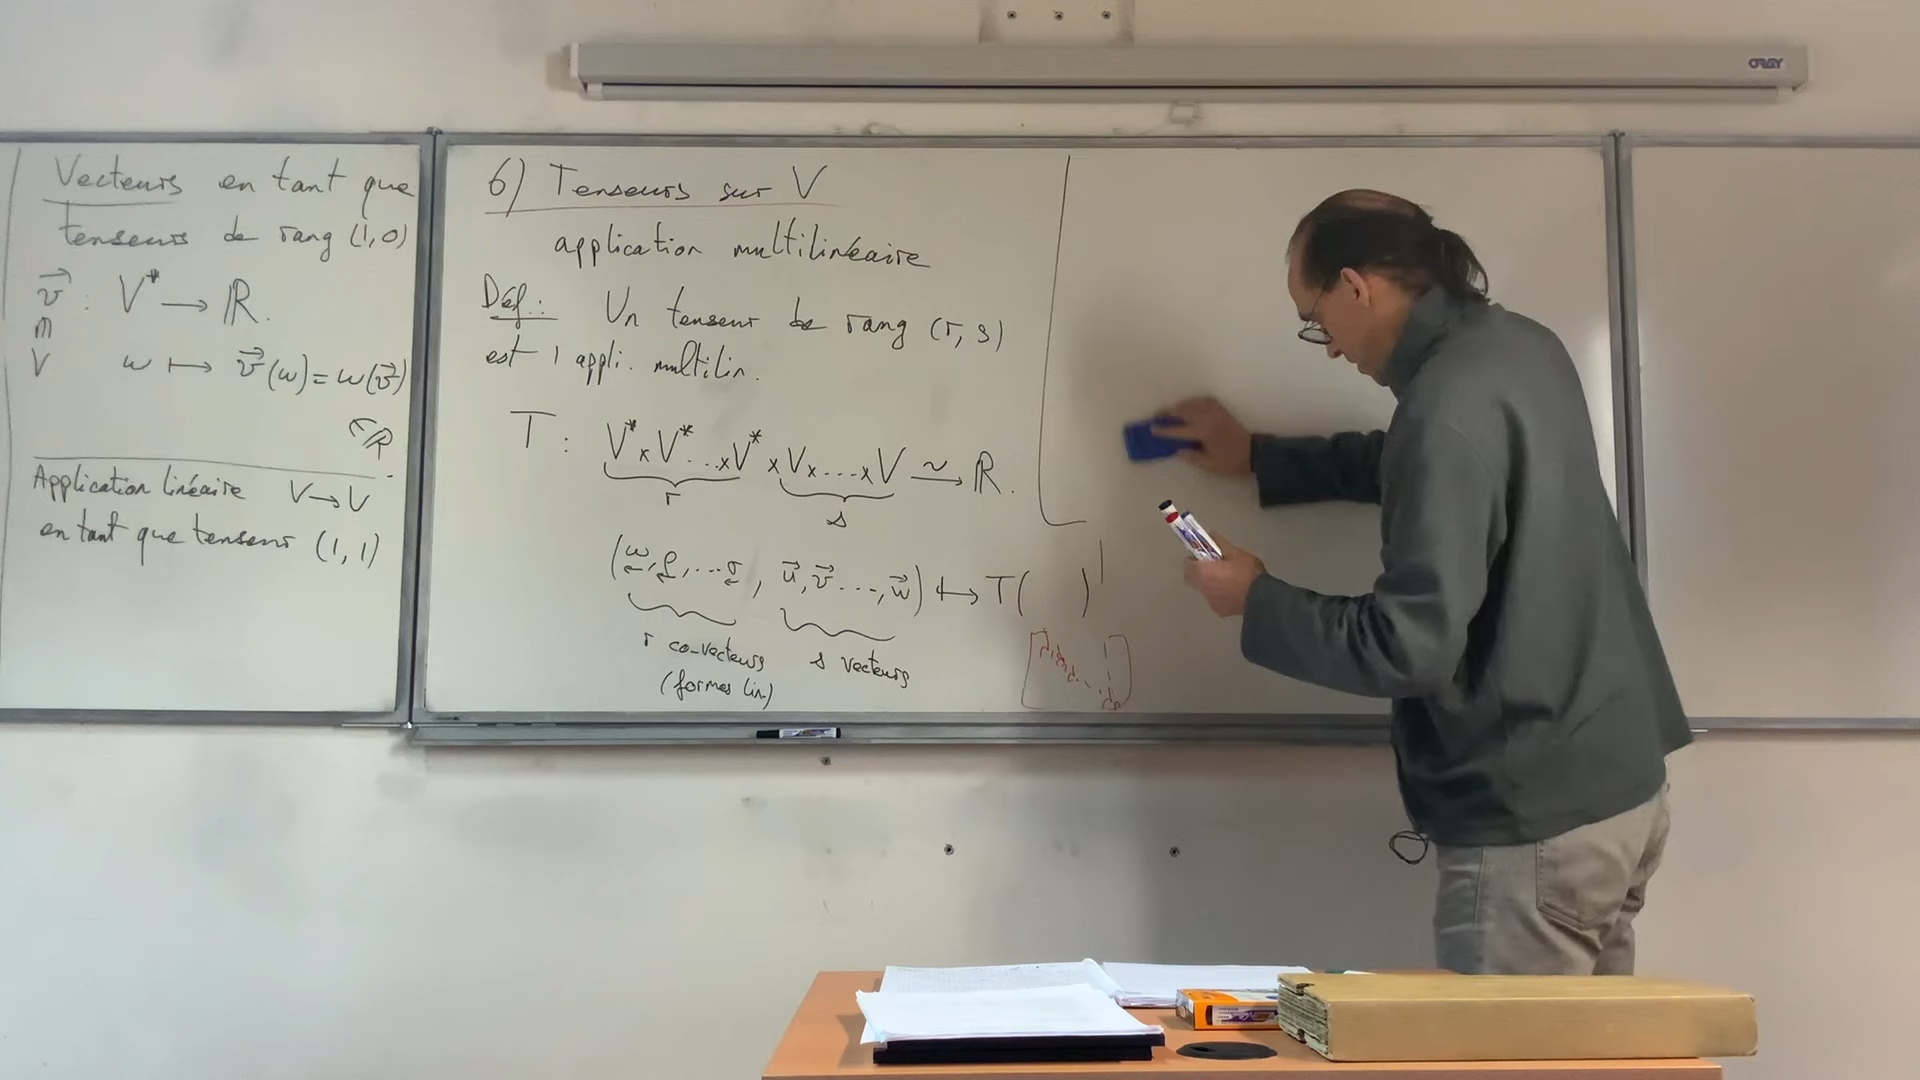 Vecteurs en tant que
tenseurs de rang (1,0)
v⃗ : V* → ℝ.
∩
V ω ↦ v⃗(ω) = ω(v⃗)
∈ ℝ.
Application linéaire V → V
en tant que tenseur (1,1)
6) Tenseurs sur V
application multilinéaire
Déf.: Un tenseur de rang (r, s)
est 1 appli. multilin.
T : V* x V* ... x V* x V x ... x V ~→ ℝ.
r s
(ω, ρ, ... σ, u⃗, v⃗ ..., w⃗) ↦ T( )
r co-vecteurs s vecteurs
(formes lin.)
ORAY